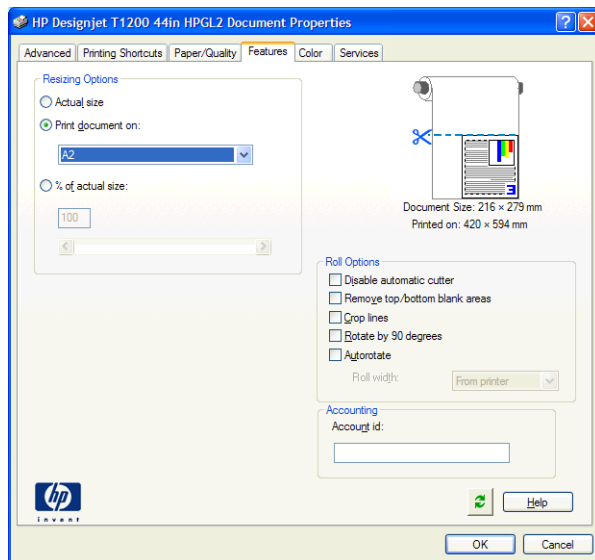 HP Designjet T1200 44in HPGL2 Document Properties
Advanced
Printing Shortcuts
Paper/Quality
Features
Color
Services
Resizing Options
Actual size
Print document on:
A2
% of actual size:
100
Document Size: 216 × 279 mm
Printed on: 420 × 594 mm
Roll Options
Disable automatic cutter
Remove top/bottom blank areas
Crop lines
Rotate by 90 degrees
Autorotate
Roll width:
From printer
Accounting
Account id:
hp
invent
Help
OK
Cancel